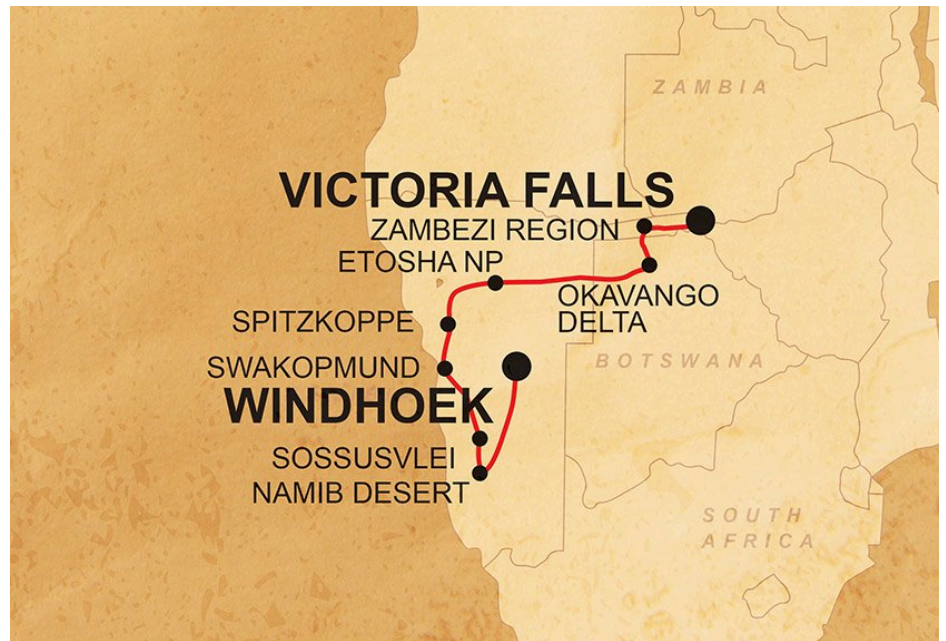 ZAMBIA
VICTORIA FALLS
ZAMBEZI REGION
ETOSHA NP
OKAVANGO
DELTA
SPITZKOPPE
BOTSWANA
SWAKOPMUND
WINDHOEK
SOSSUSVLEI
NAMIB DESERT
SOUTH
AFRICA